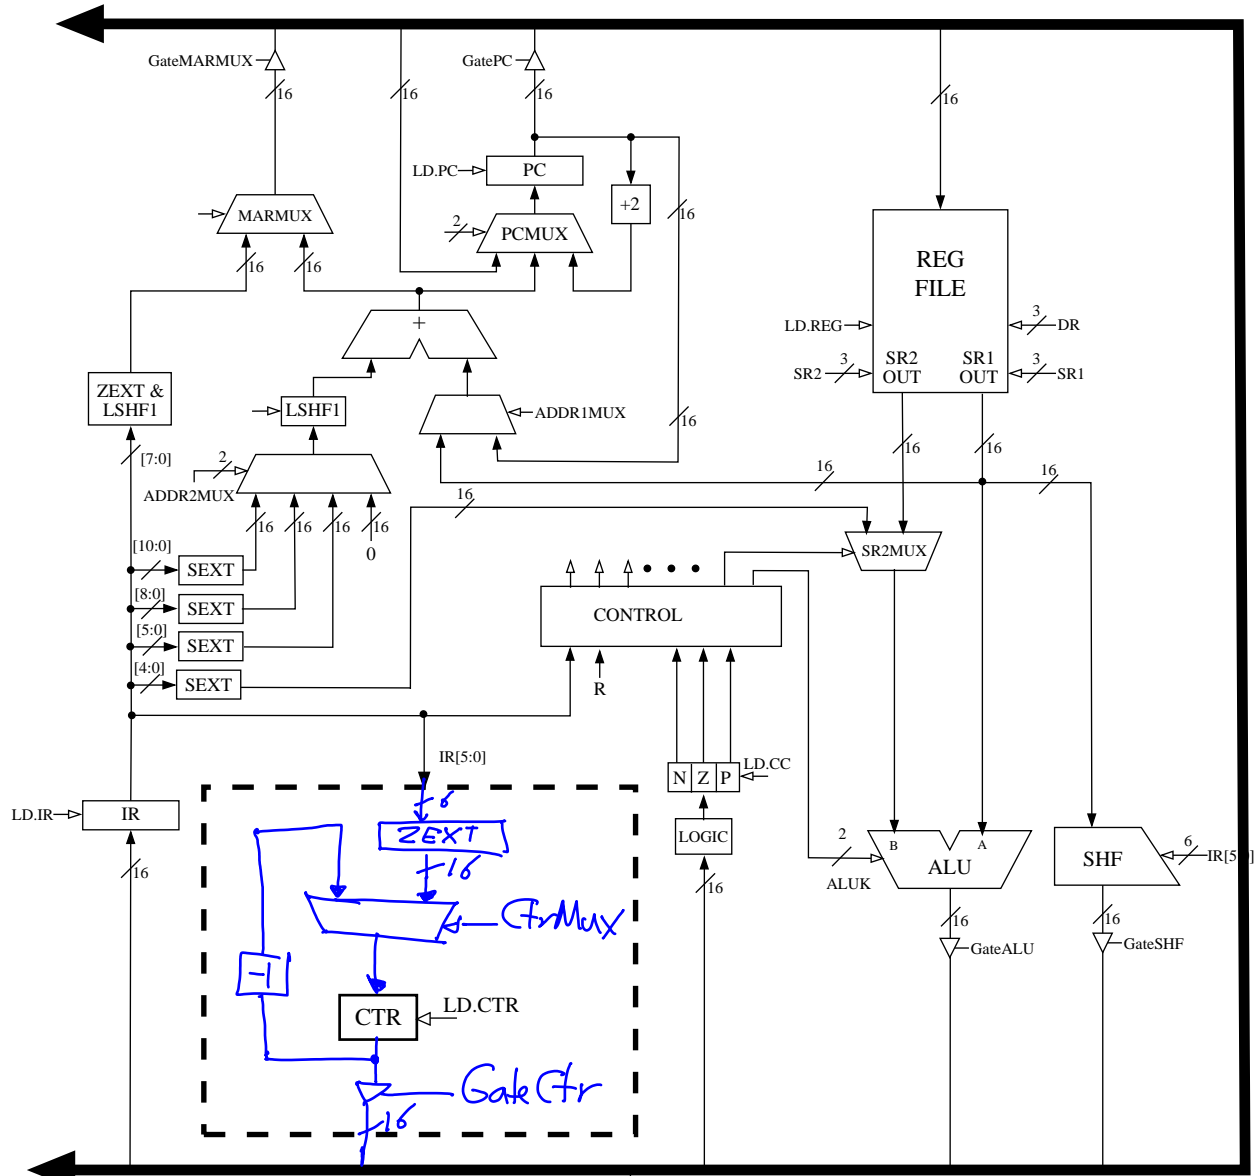 GateMARMUX
GatePC
16
16
16
16
LD.PC
PC
MARMUX
2
PCMUX
+2
16
16
16
REG
FILE
+
LD.REG
3
DR
SR2
3
SR2
OUT
SR1
OUT
3
SR1
ZEXT &
LSHF1
LSHF1
ADDR1MUX
16
[7:0]
2
ADDR2MUX
16
16
16
16
16
16
16
16
16
0
SR2MUX
[10:0]
SEXT
[8:0]
SEXT
[5:0]
SEXT
[4:0]
SEXT
CONTROL
R
IR[5:0]
N Z P
LD.CC
LD.IR
IR
6
ZEXT
16
LOGIC
2
ALUK
B
A
ALU
SHF
6
IR[5:0]
16
16
CtrMux
16
GateALU
16
GateSHF
-1
CTR
LD.CTR
GateCtr
16